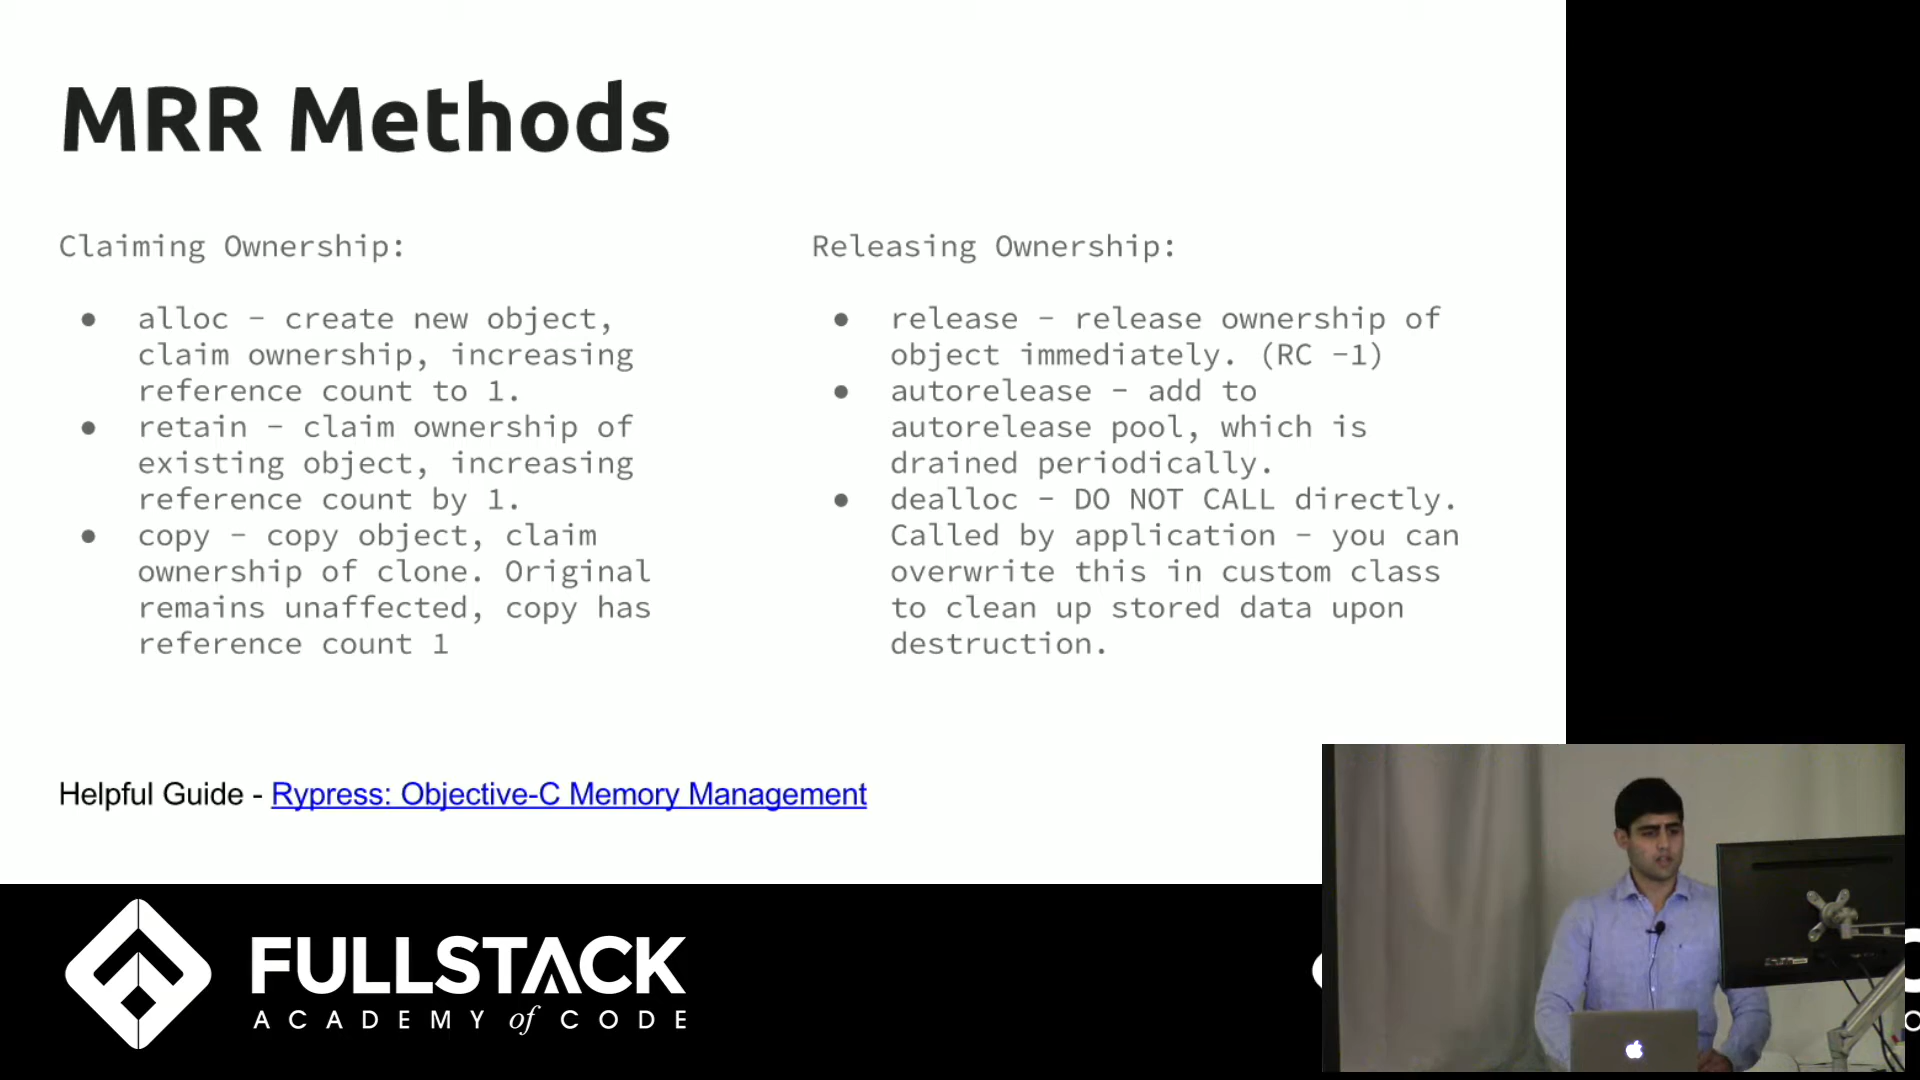 MRR Methods
Claiming Ownership:
● alloc - create new object,
claim ownership, increasing
reference count to 1.
● retain - claim ownership of
existing object, increasing
reference count by 1.
● copy - copy object, claim
ownership of clone. Original
remains unaffected, copy has
reference count 1
Releasing Ownership:
● release - release ownership of
object immediately. (RC -1)
● autorelease - add to
autorelease pool, which is
drained periodically.
● dealloc - DO NOT CALL directly.
Called by application - you can
overwrite this in custom class
to clean up stored data upon
destruction.
Helpful Guide - Rypress: Objective-C Memory Management
FULLSTACK
ACADEMY of CODE